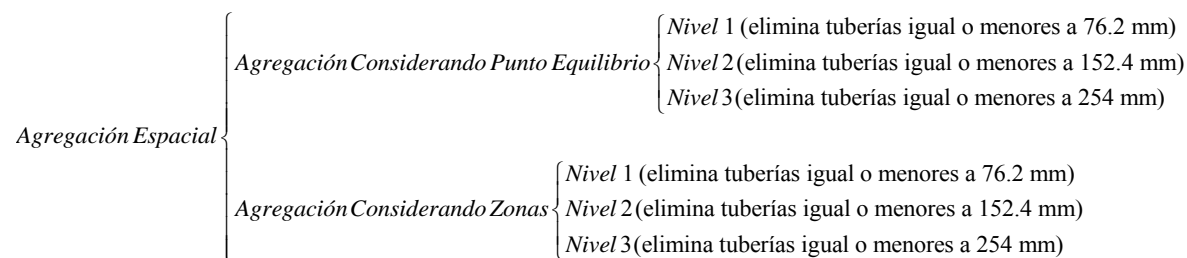 Nivel 1 (elimina tuberías igual o menores a 76.2 mm)
Agregación Considerando Punto Equilibrio Nivel 2(elimina tuberías igual o menores a 152.4 mm)
Nivel 3(elimina tuberías igual o menores a 254 mm)
Agregación Espacial
Nivel 1 (elimina tuberías igual o menores a 76.2 mm)
Agregación Considerando Zonas Nivel 2(elimina tuberías igual o menores a 152.4 mm)
Nivel 3(elimina tuberías igual o menores a 254 mm)